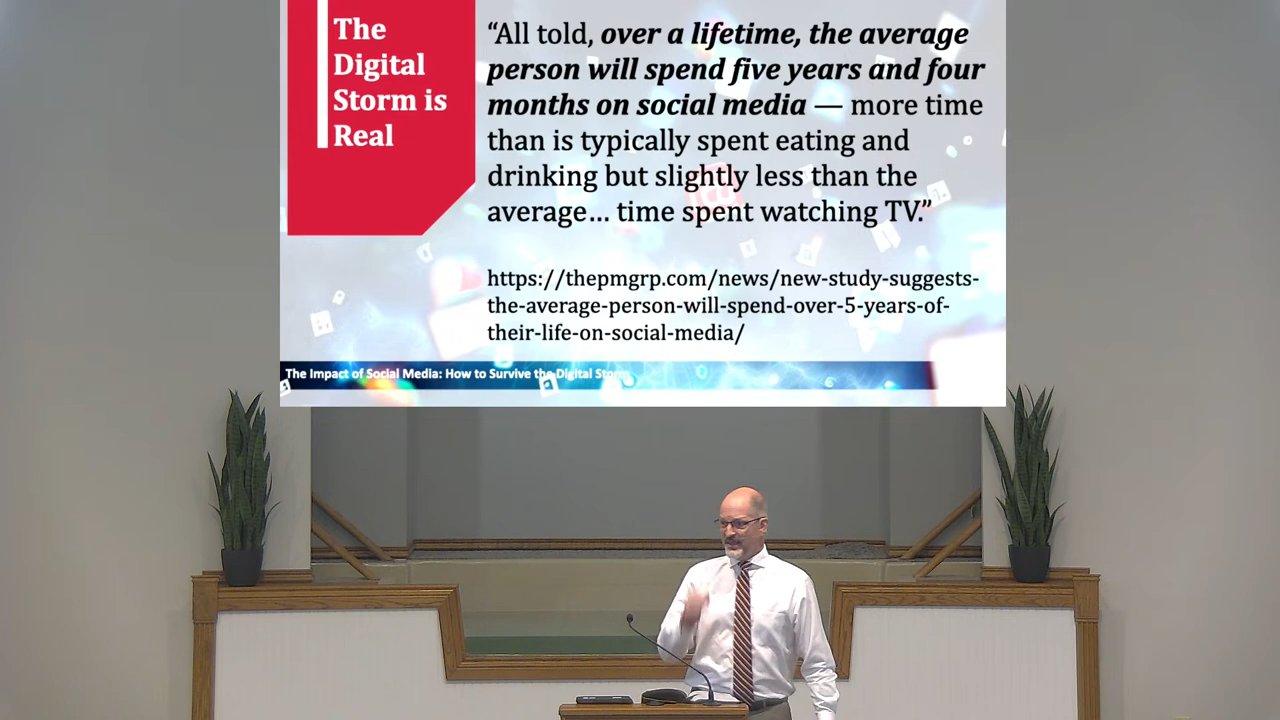 The
Digital
Storm is
Real
“All told, over a lifetime, the average
person will spend five years and four
months on social media — more time
than is typically spent eating and
drinking but slightly less than the
average… time spent watching TV.”
https://thepmgrp.com/news/new-study-suggests-
the-average-person-will-spend-over-5-years-of-
their-life-on-social-media/
The Impact of Social Media: How to Survive the Digital Storm